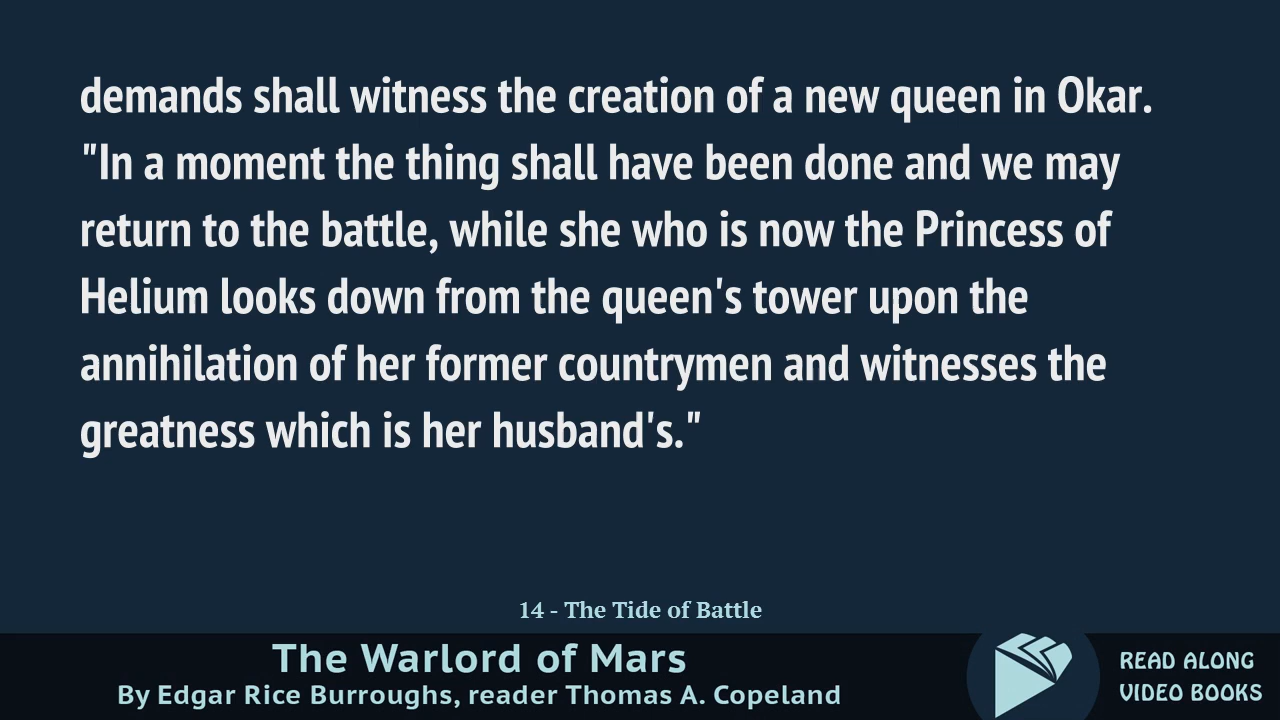 demands shall witness the creation of a new queen in Okar.
"In a moment the thing shall have been done and we may
return to the battle, while she who is now the Princess of
Helium looks down from the queen's tower upon the
annihilation of her former countrymen and witnesses the
greatness which is her husband's."
14 - The Tide of Battle
The Warlord of Mars
By Edgar Rice Burroughs, reader Thomas A. Copeland
READ ALONG
VIDEO BOOKS